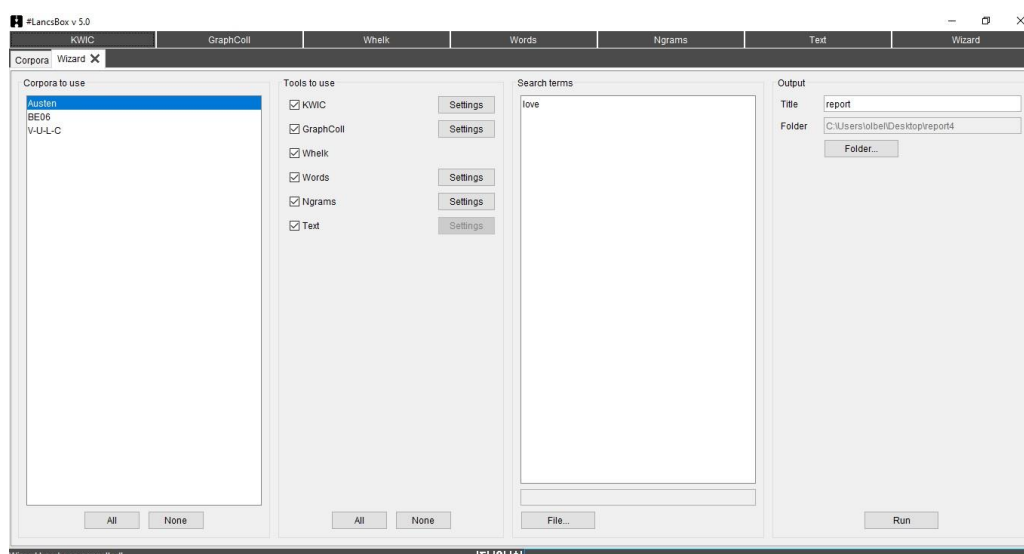 #LancsBox v 5.0
KWIC GraphColl Whelk Words Ngrams Text Wizard
Corpora Wizard
Corpora to use
Austen
BE06
V-U-L-C
All None
Tools to use
KWIC Settings
GraphColl Settings
Whelk
Words Settings
Ngrams Settings
Text Settings
All None
Search terms
love
File...
Output
Title report
Folder C:\Users\olbel\Desktop\report4
Folder...
Run